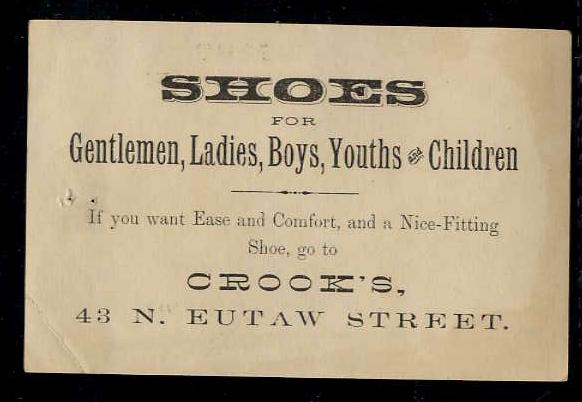 SHOES
FOR
Gentlemen, Ladies, Boys, Youths and Children
If you want Ease and Comfort, and a Nice-Fitting
Shoe, go to
CROOK'S,
43 N. EUTAW STREET.